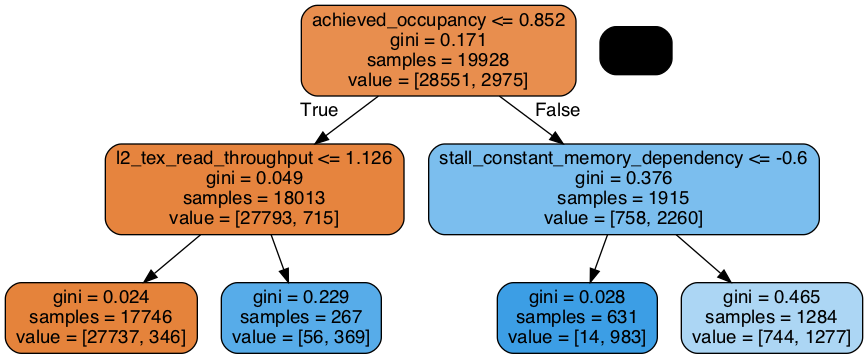 achieved_occupancy <= 0.852
gini = 0.171
samples = 19928
value = [28551, 2975]
True
False
l2_tex_read_throughput <= 1.126
gini = 0.049
samples = 18013
value = [27793, 715]
stall_constant_memory_dependency <= -0.6
gini = 0.376
samples = 1915
value = [758, 2260]
gini = 0.024
samples = 17746
value = [27737, 346]
gini = 0.229
samples = 267
value = [56, 369]
gini = 0.028
samples = 631
value = [14, 983]
gini = 0.465
samples = 1284
value = [744, 1277]